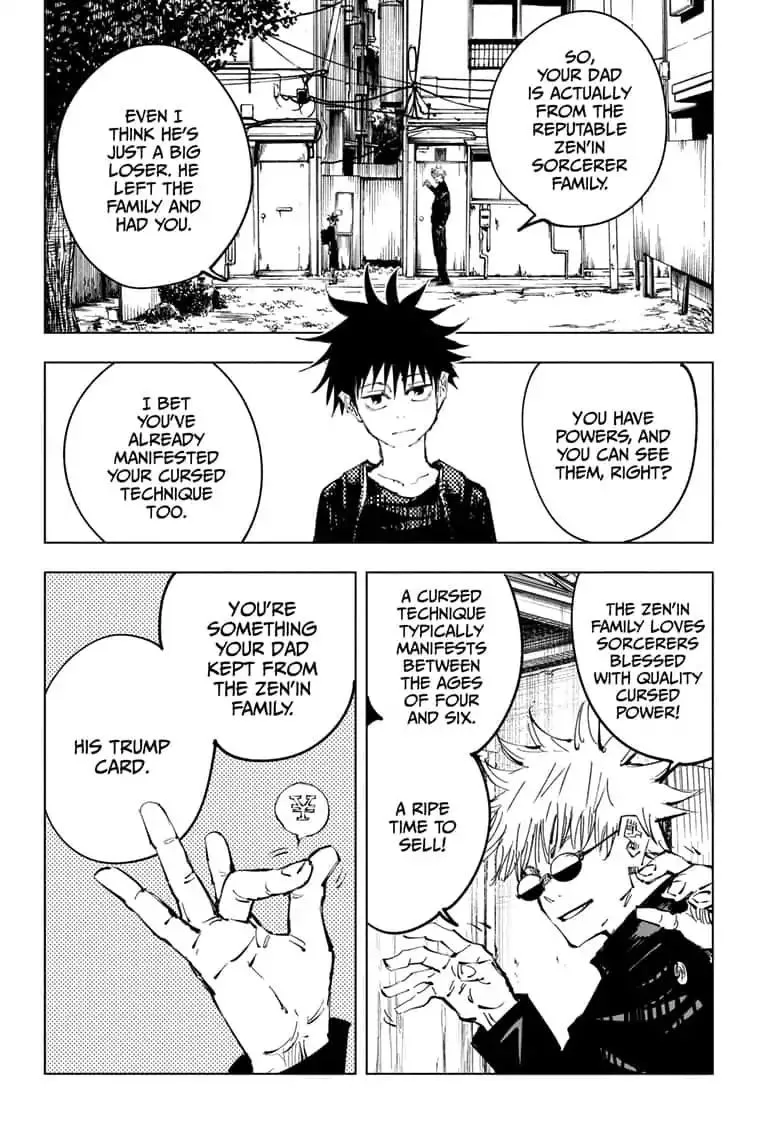 SO,
YOUR DAD
IS ACTUALLY
FROM THE
REPUTABLE
ZEN'IN
SORCERER
FAMILY.
EVEN I
THINK HE'S
JUST A BIG
LOSER. HE
LEFT THE
FAMILY AND
HAD YOU.
YOU HAVE
POWERS, AND
YOU CAN SEE
THEM, RIGHT?
I BET
YOU'VE
ALREADY
MANIFESTED
YOUR CURSED
TECHNIQUE
TOO.
THE ZEN'IN
FAMILY LOVES
SORCERERS
BLESSED
WITH QUALITY
CURSED
POWER!
A CURSED
TECHNIQUE
TYPICALLY
MANIFESTS
BETWEEN
THE AGES
OF FOUR
AND SIX.
A RIPE
TIME TO
SELL!
YOU'RE
SOMETHING
YOUR DAD
KEPT FROM
THE ZEN'IN
FAMILY.
HIS TRUMP
CARD.
¥